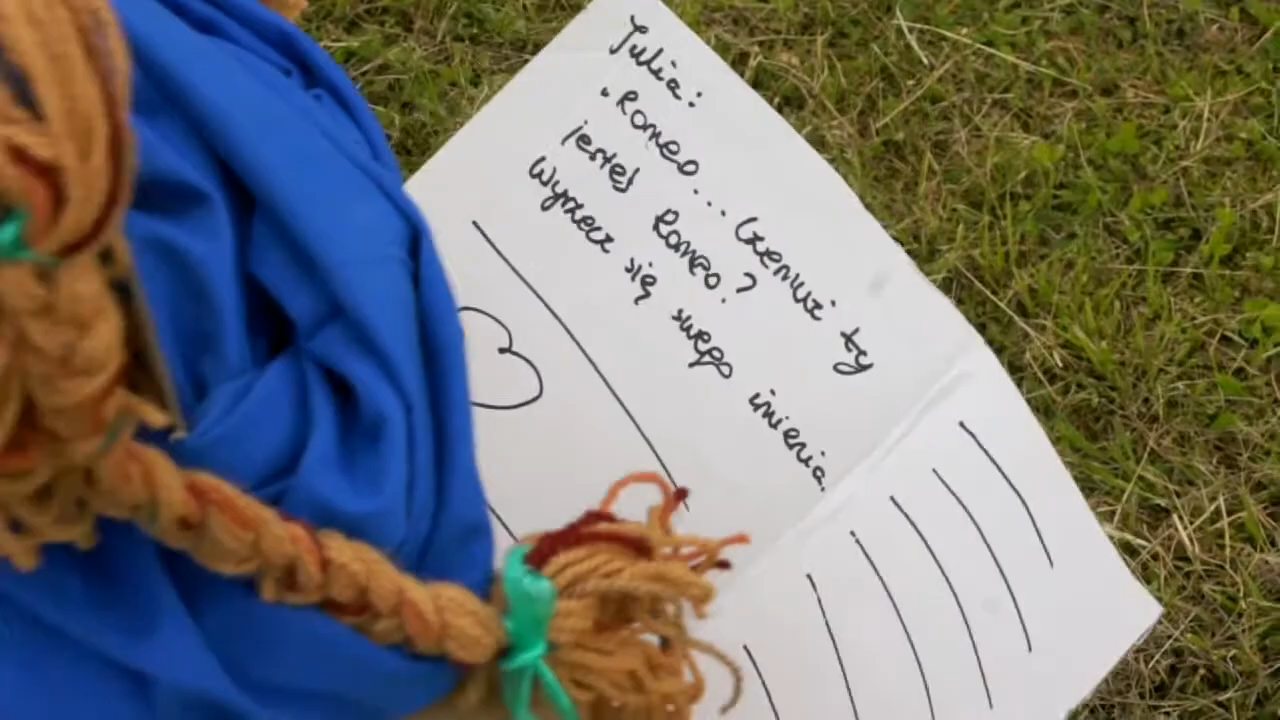 Julia:
"Romeo... Czemuż ty
jesteś Romeo?
Wyrzecz się swego imienia.